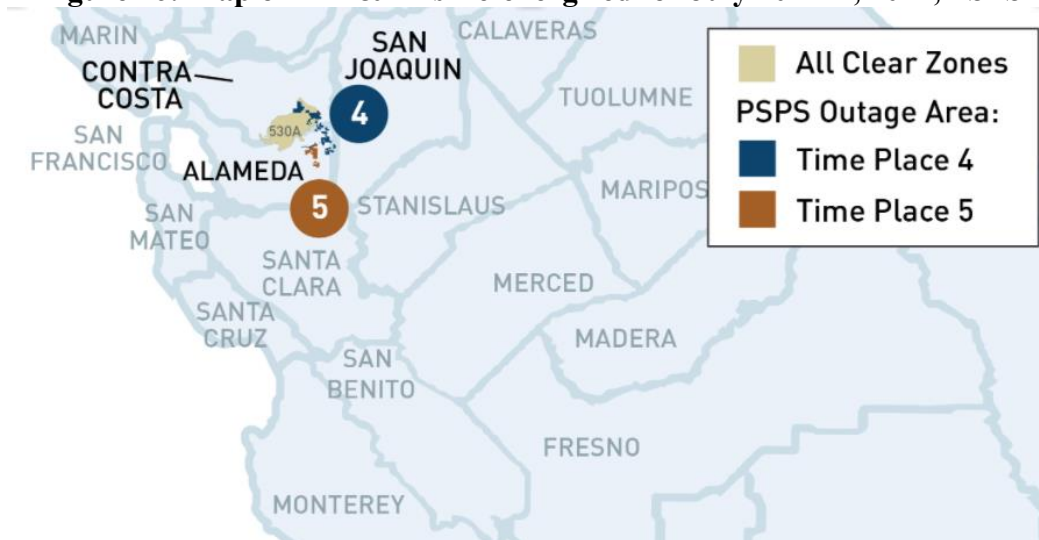 MARIN
CALAVERAS
SAN
JOAQUIN
CONTRA
COSTA
4
TUOLUMNE
530A
SAN
FRANCISCO
ALAMEDA
5
STANISLAUS
MARIPOS
SAN
MATEO
SANTA
CLARA
MERCED
SANTA
CRUZ
MADERA
SAN
BENITO
FRESNO
MONTEREY
All Clear Zones
PSPS Outage Area:
Time Place 4
Time Place 5